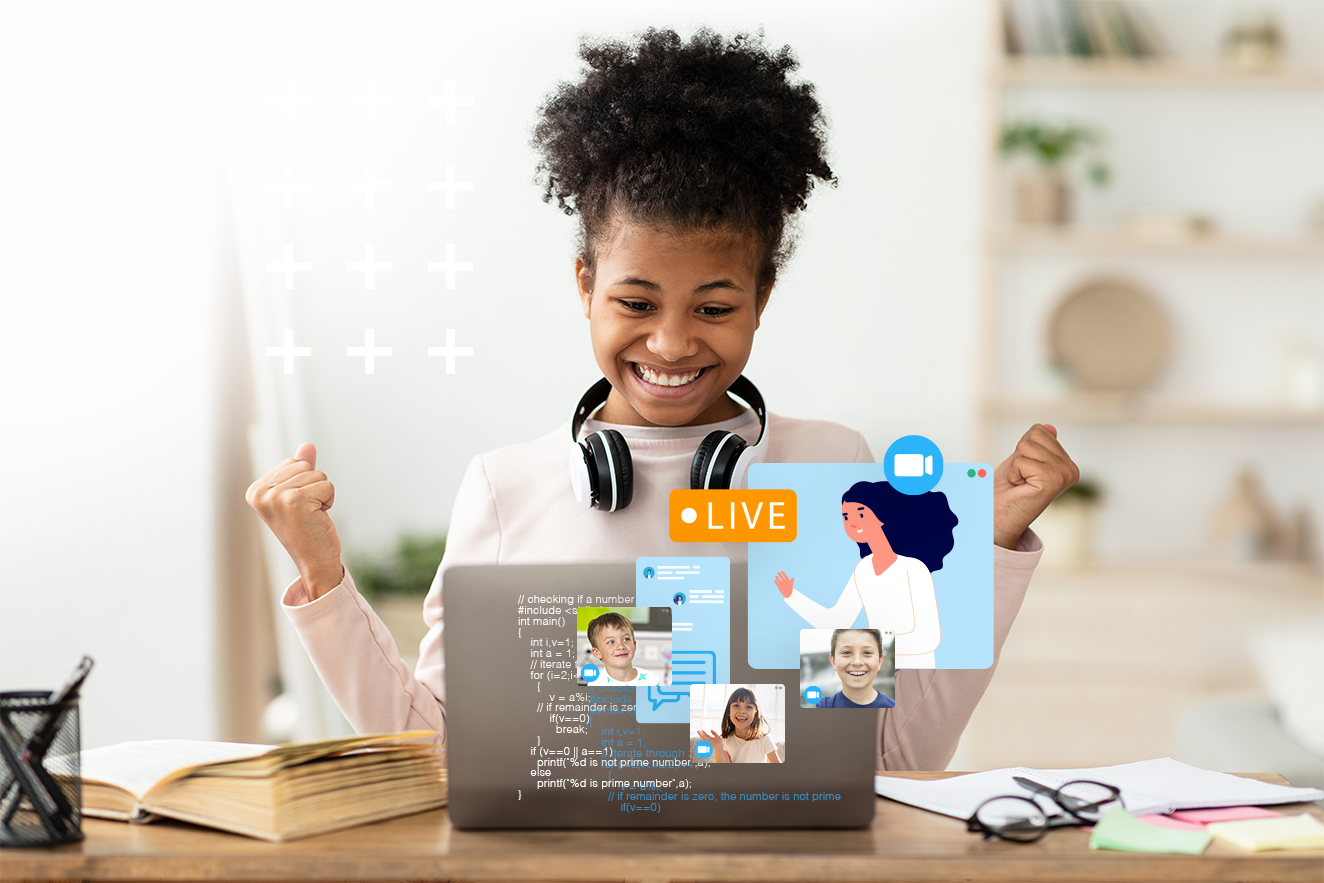 LIVE
// checking if a number
#include <s
int main()
{
int i,v=1;
int a = 1;
// iterate
for (i=2;i<
{
v = a%i;
// if remainder is zer
if(v==0)
break;
}
if (v==0 || a==1)
printf("%d is not prime number",a);
else
printf("%d is prime number",a);
}
int i,v=1;
int a = 1;
// iterate through
// if remainder is zero, the number is not prime
if(v==0)